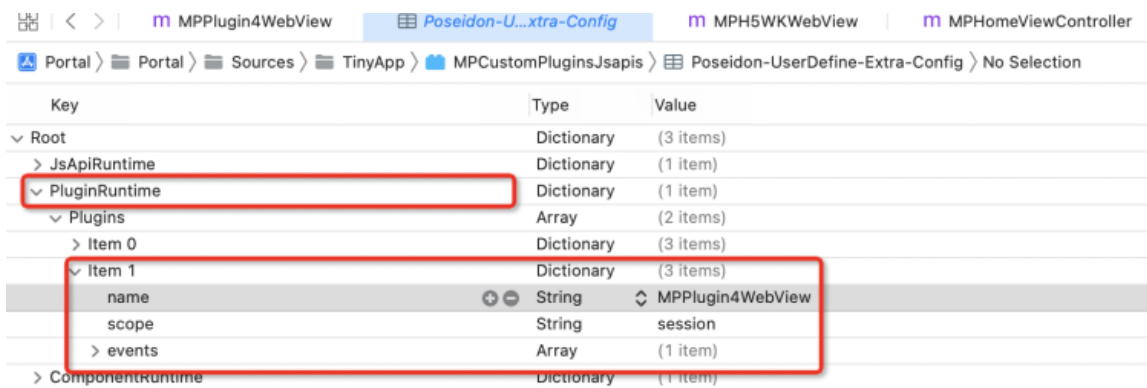 MPPlugin4WebView Poseidon-U...xtra-Config MPH5WKWebView MPHomeViewController
Portal Portal Sources TinyApp MPCustomPluginsJsapis Poseidon-UserDefine-Extra-Config No Selection
Key Type Value
Root Dictionary (3 items)
JsApiRuntime Dictionary (1 item)
PluginRuntime Dictionary (1 item)
Plugins Array (2 items)
Item 0 Dictionary (3 items)
Item 1 Dictionary (3 items)
name String MPPlugin4WebView
scope String session
events Array (1 item)
ComponentRuntime Dictionary (1 item)